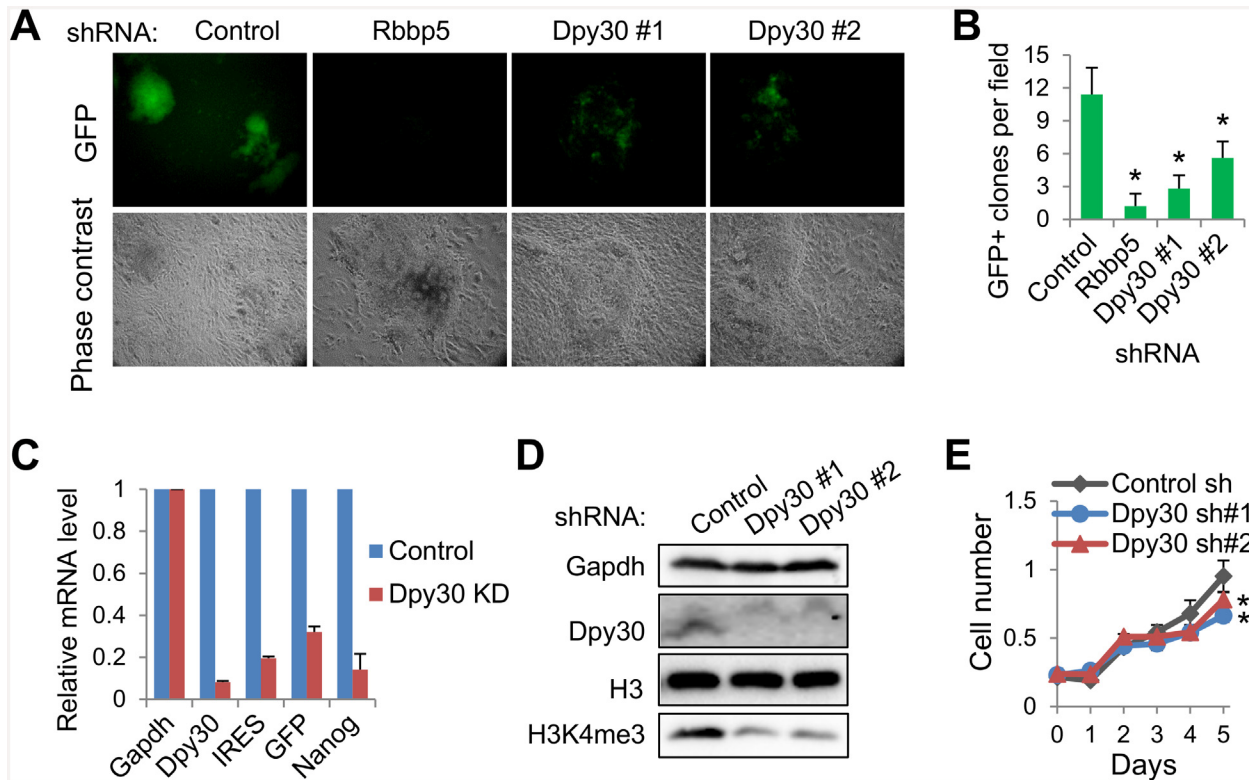 A
shRNA: Control Rbbp5 Dpy30 #1 Dpy30 #2
GFP
Phase contrast
B
GFP+ clones per field
15
12
9
6
3
0
*
*
*
Control
Rbbp5
Dpy30 #1
Dpy30 #2
shRNA
C
Relative mRNA level
1
0.8
0.6
0.4
0.2
0
Control
Dpy30 KD
Gapdh
Dpy30
IRES
GFP
Nanog
D
shRNA: Control Dpy30 #1 Dpy30 #2
Gapdh
Dpy30
H3
H3K4me3
E
Control sh
Dpy30 sh#1
Dpy30 sh#2
Cell number
1.5
1
0.5
0
*
*
0 1 2 3 4 5
Days